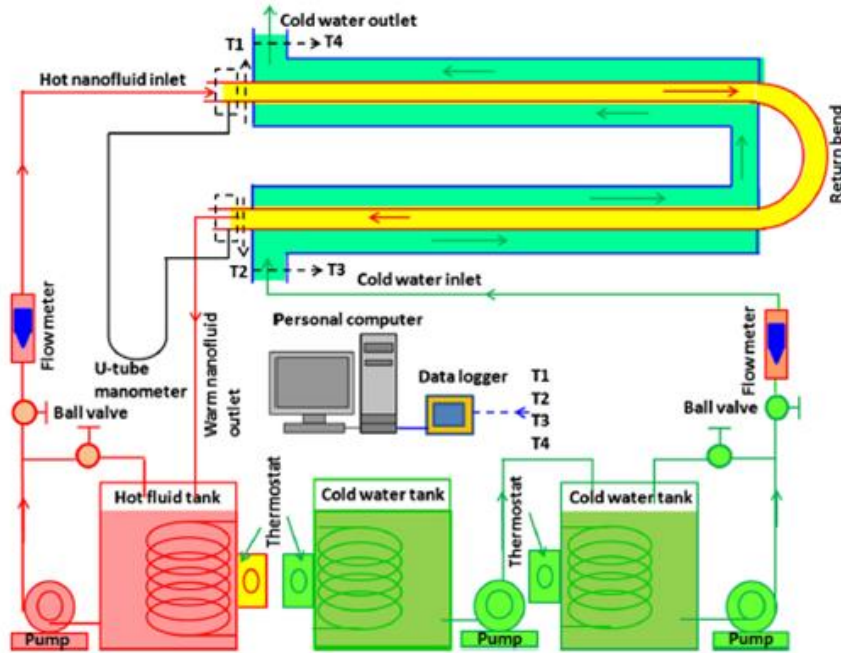 Cold water outlet
T1
T4
Hot nanofluid inlet
Return bend
T2
T3
Cold water inlet
Flow meter
Personal computer
Flow meter
U-tube
manometer
Warm nanofluid
outlet
Data logger
T1
T2
T3
T4
Ball valve
Ball valve
Hot fluid tank
Thermostat
Cold water tank
Thermostat
Cold water tank
Pump
Pump
Pump